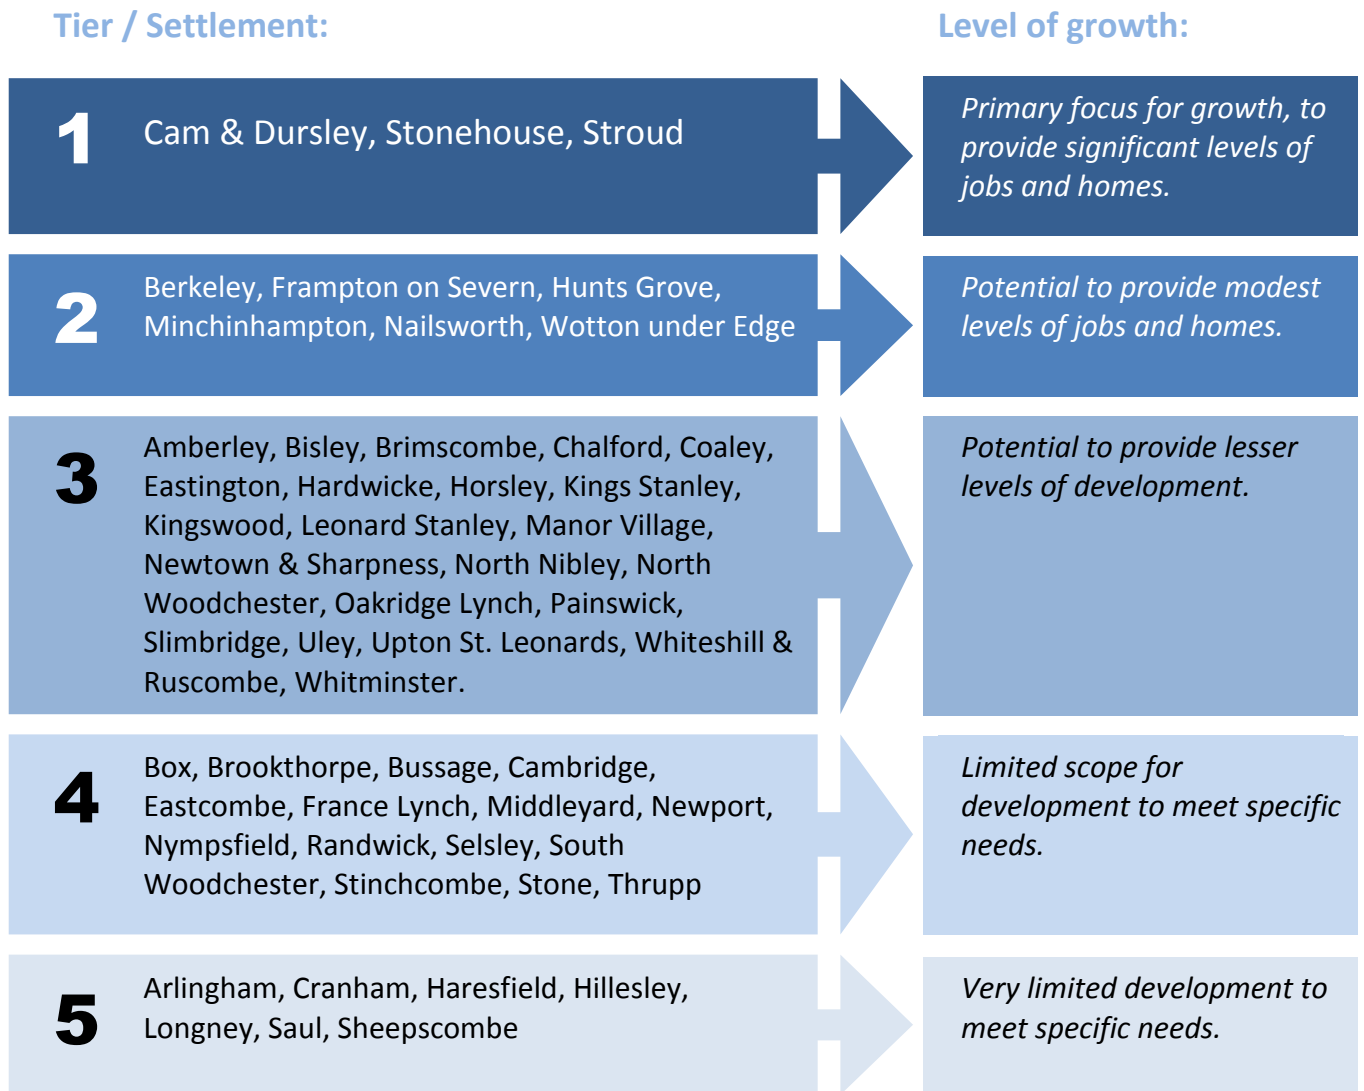 Tier / Settlement:
Level of growth:
1
Cam & Dursley, Stonehouse, Stroud
Primary focus for growth, to
provide significant levels of
jobs and homes.
2
Berkeley, Frampton on Severn, Hunts Grove,
Minchinhampton, Nailsworth, Wotton under Edge
Potential to provide modest
levels of jobs and homes.
3
Amberley, Bisley, Brimscombe, Chalford, Coaley,
Eastington, Hardwicke, Horsley, Kings Stanley,
Kingswood, Leonard Stanley, Manor Village,
Newtown & Sharpness, North Nibley, North
Woodchester, Oakridge Lynch, Painswick,
Slimbridge, Uley, Upton St. Leonards, Whiteshill &
Ruscombe, Whitminster.
Potential to provide lesser
levels of development.
4
Box, Brookthorpe, Bussage, Cambridge,
Eastcombe, France Lynch, Middleyard, Newport,
Nympsfield, Randwick, Selsley, South
Woodchester, Stinchcombe, Stone, Thrupp
Limited scope for
development to meet specific
needs.
5
Arlingham, Cranham, Haresfield, Hillesley,
Longney, Saul, Sheepscombe
Very limited development to
meet specific needs.